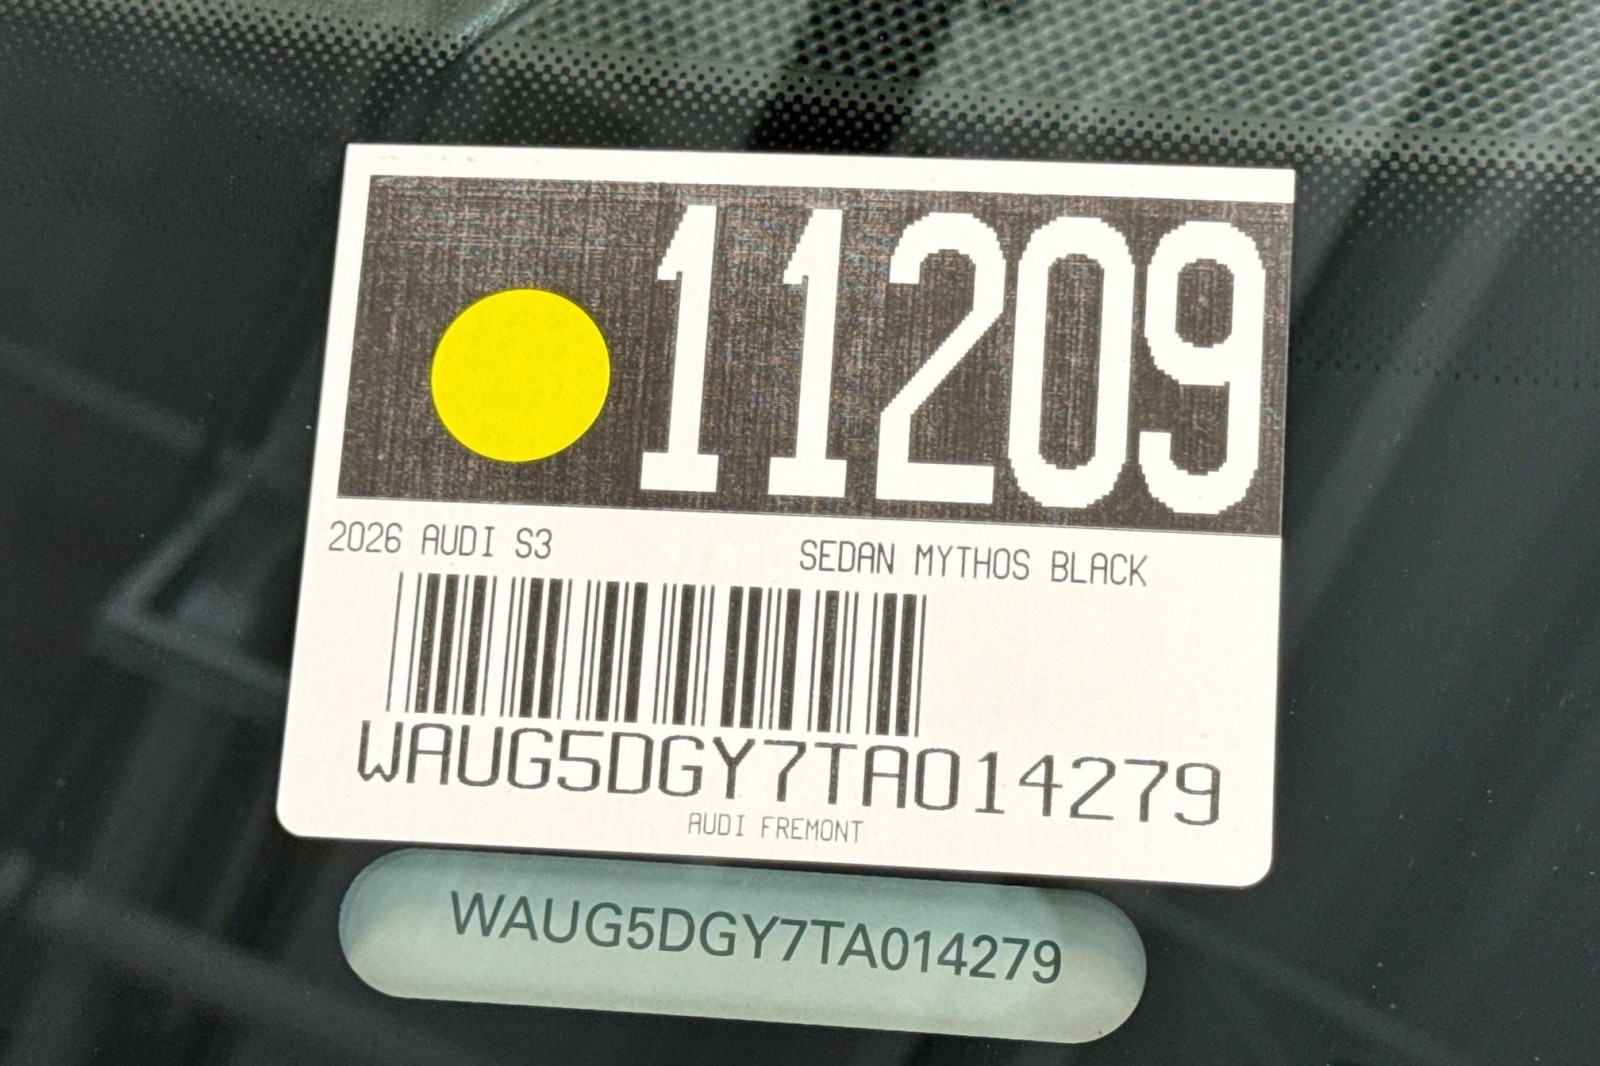 11209
2026 AUDI S3 SEDAN MYTHOS BLACK
WAUG5DGY7TA014279
AUDI FREMONT
WAUG5DGY7TA014279